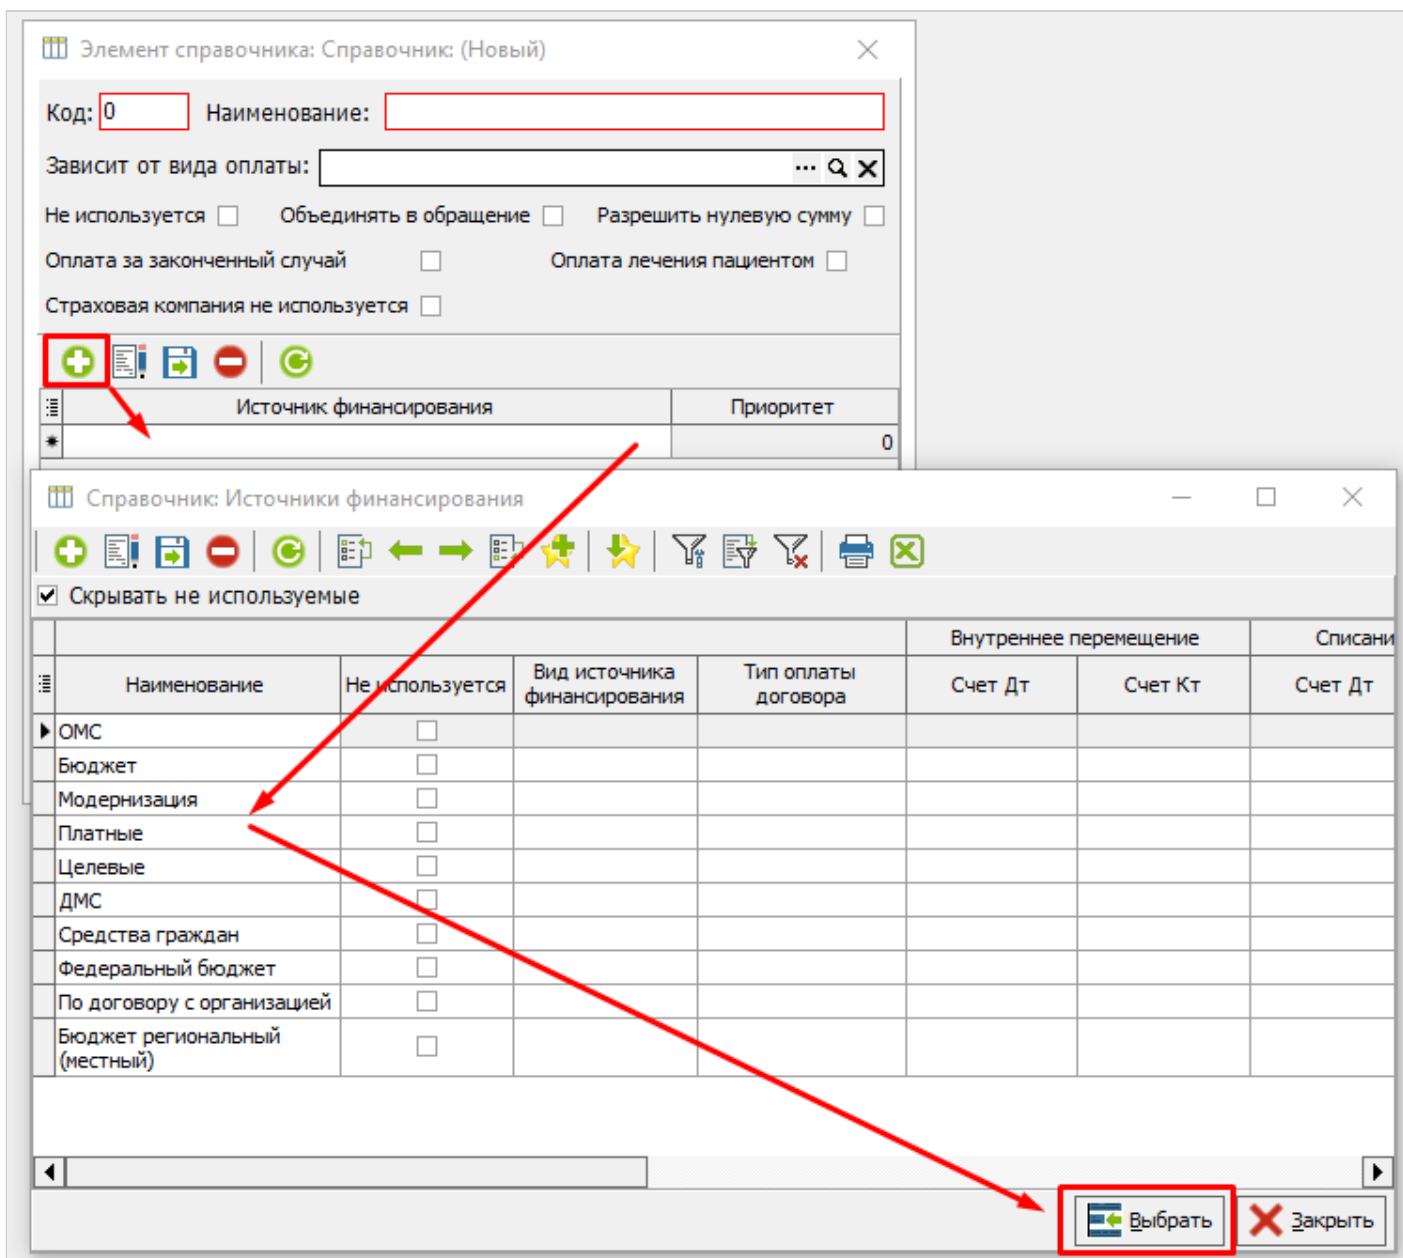 Элемент справочника: Справочник: (Новый)
Код: 0 Наименование:
Зависит от вида оплаты:
Не используется Объединять в обращение Разрешить нулевую сумму
Оплата за законченный случай Оплата лечения пациентом
Страховая компания не используется
Источник финансирования Приоритет
0
Справочник: Источники финансирования
Скрывать не используемые
Внутреннее перемещение Списани
Наименование Не используется Вид источника финансирования Тип оплаты договора Счет Дт Счет Кт Счет Дт
ОМС
Бюджет
Модернизация
Платные
Целевые
ДМС
Средства граждан
Федеральный бюджет
По договору с организацией
Бюджет региональный
(местный)
Выбрать Закрыть